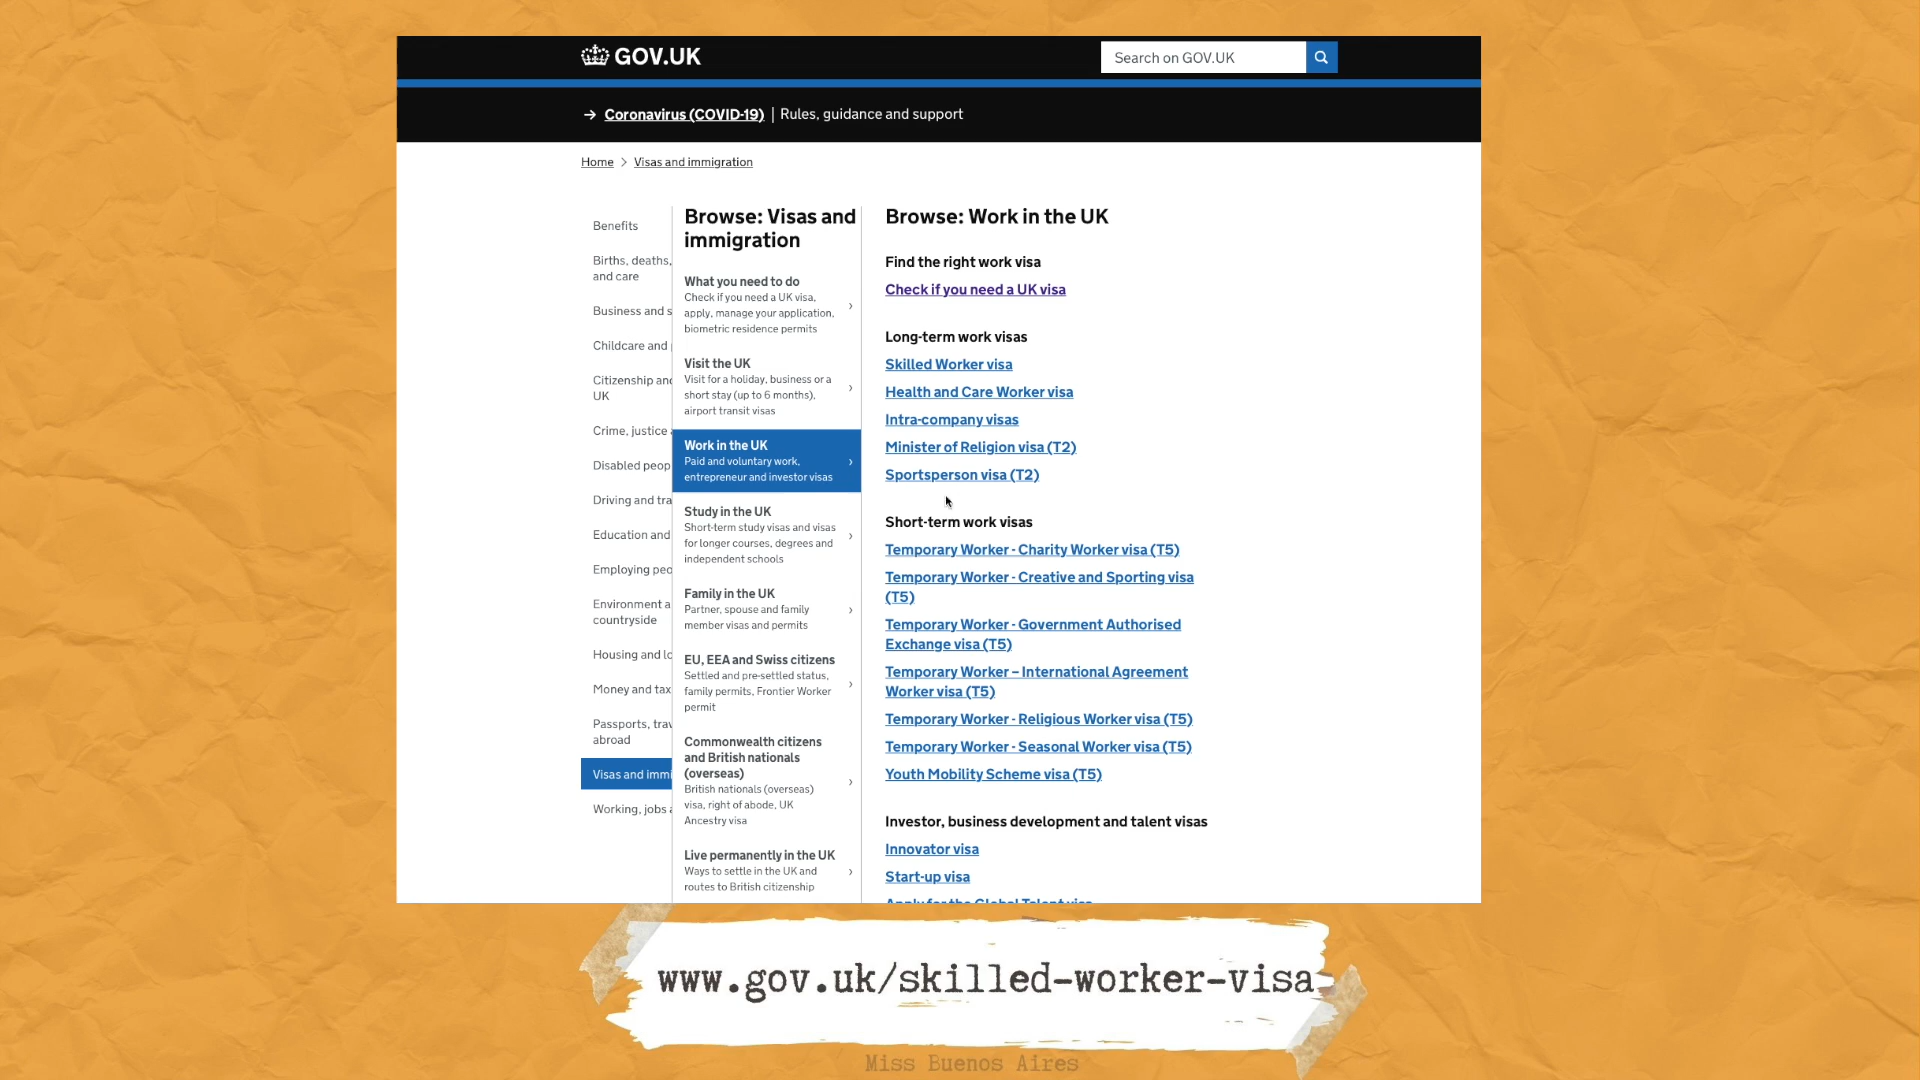 GOV.UK
Search on GOV.UK
→ Coronavirus (COVID-19) | Rules, guidance and support
Home > Visas and immigration
Benefits
Births, deaths,
and care
Business and s
Childcare and
Citizenship and
UK
Crime, justice
Disabled peop
Driving and tra
Education and
Employing peo
Environment a
countryside
Housing and lo
Money and tax
Passports, trav
abroad
Visas and immi
Working, jobs
Browse: Visas and
immigration
What you need to do
Check if you need a UK visa,
apply, manage your application,
biometric residence permits
Visit the UK
Visit for a holiday, business or a
short stay (up to 6 months),
airport transit visas
Work in the UK
Paid and voluntary work,
entrepreneur and investor visas
Study in the UK
Short-term study visas and visas
for longer courses, degrees and
independent schools
Family in the UK
Partner, spouse and family
member visas and permits
EU, EEA and Swiss citizens
Settled and pre-settled status,
family permits, Frontier Worker
permit
Commonwealth citizens
and British nationals
(overseas)
British nationals (overseas)
visa, right of abode, UK
Ancestry visa
Live permanently in the UK
Ways to settle in the UK and
routes to British citizenship
Browse: Work in the UK
Find the right work visa
Check if you need a UK visa
Long-term work visas
Skilled Worker visa
Health and Care Worker visa
Intra-company visas
Minister of Religion visa (T2)
Sportsperson visa (T2)
Short-term work visas
Temporary Worker - Charity Worker visa (T5)
Temporary Worker - Creative and Sporting visa
(T5)
Temporary Worker - Government Authorised
Exchange visa (T5)
Temporary Worker – International Agreement
Worker visa (T5)
Temporary Worker - Religious Worker visa (T5)
Temporary Worker - Seasonal Worker visa (T5)
Youth Mobility Scheme visa (T5)
Investor, business development and talent visas
Innovator visa
Start-up visa
Apply for the Global Talent visa
www.gov.uk/skilled-worker-visa
Miss Buenos Aires